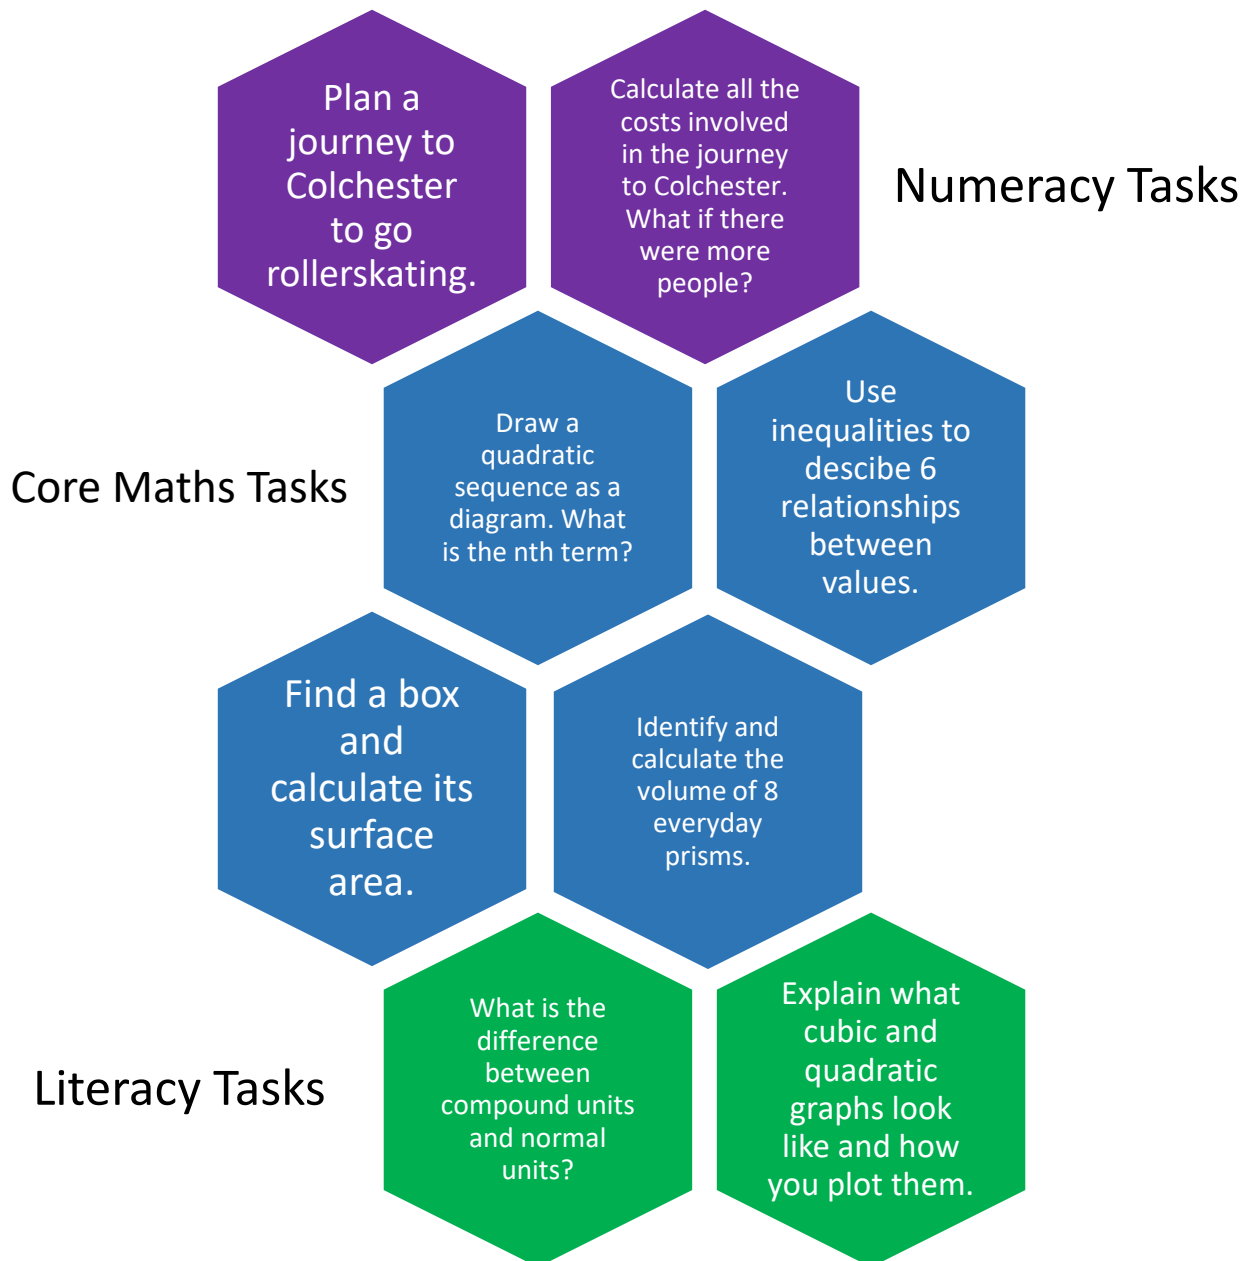 Plan a
journey to
Colchester
to go
rollerskating.
Calculate all the
costs involved
in the journey
to Colchester.
What if there
were more
people?
Numeracy Tasks
Core Maths Tasks
Draw a
quadratic
sequence as a
diagram. What
is the nth term?
Use
inequalities to
descibe 6
relationships
between
values.
Find a box
and
calculate its
surface
area.
Identify and
calculate the
volume of 8
everyday
prisms.
Literacy Tasks
What is the
difference
between
compound units
and normal
units?
Explain what
cubic and
quadratic
graphs look
like and how
you plot them.